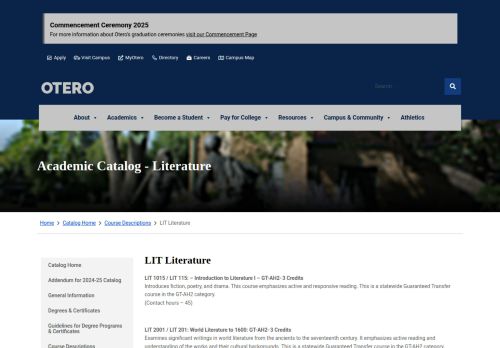 Commencement Ceremony 2025
For more information about Otero's graduation ceremonies visit our Commencement Page
Apply Visit Campus MyOtero Directory Careers Campus Map
OTERO
Search
About Academics Become a Student Pay for College Resources Campus & Community Athletics
Academic Catalog - Literature
Home Catalog Home Course Descriptions LIT Literature
Catalog Home
Addendum for 2024-25 Catalog
General Information
Degrees & Certificates
Guidelines for Degree Programs
& Certificates
Course Descriptions
LIT Literature
LIT 1015 / LIT 115: – Introduction to Literature I – GT-AH2- 3 Credits
Introduces fiction, poetry, and drama. This course emphasizes active and responsive reading. This is a statewide Guaranteed Transfer
course in the GT-AH2 category.
(Contact hours – 45)
LIT 2001 / LIT 201: World Literature to 1600: GT-AH2- 3 Credits
Examines significant writings in world literature from the ancients to the seventeenth century. It emphasizes active reading and
understanding of the works and their cultural backgrounds. This is a statewide Guaranteed Transfer course in the GT-AH2 category.